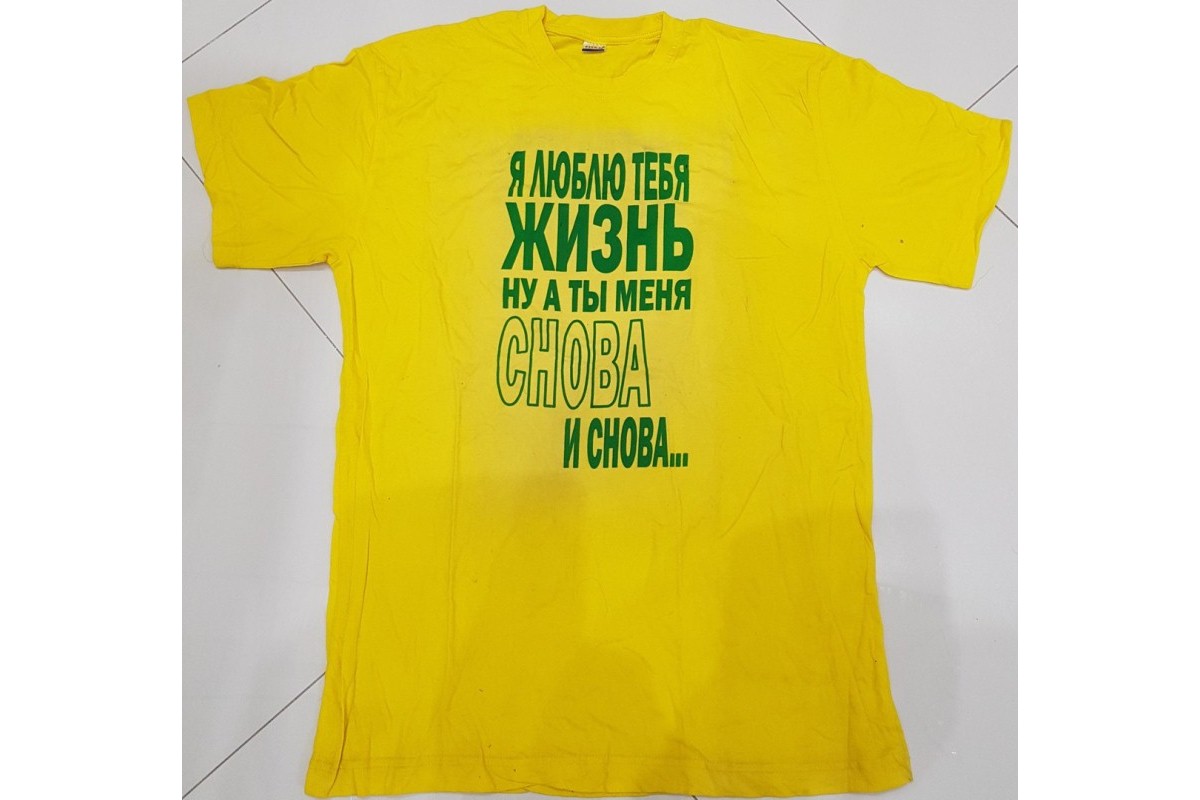 Я ЛЮБЛЮ ТЕБЯ
ЖИЗНЬ
НУ А ТЫ МЕНЯ
СНОВА
И СНОВА...